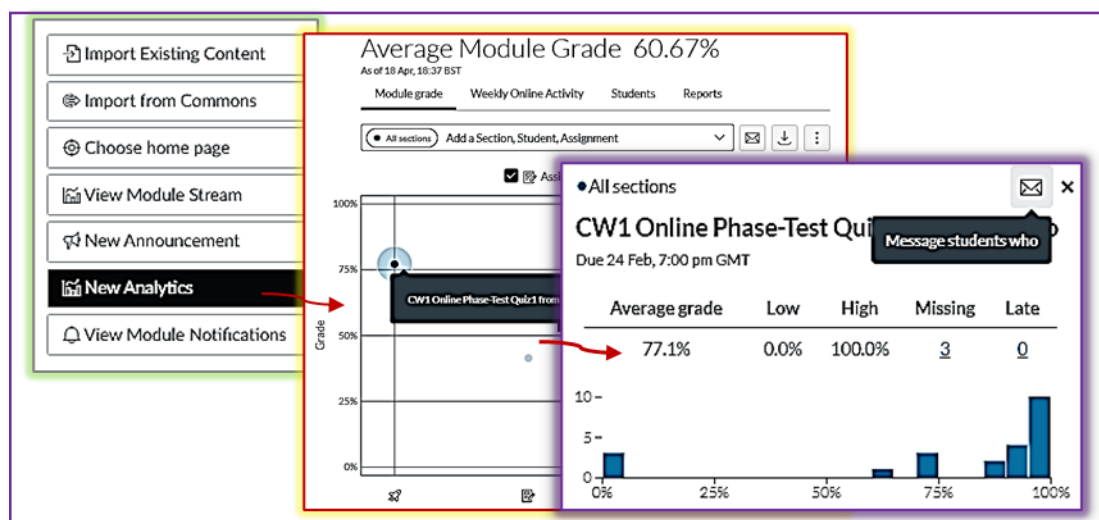 Import Existing Content
Import from Commons
Choose home page
View Module Stream
New Announcement
New Analytics
View Module Notifications
Average Module Grade 60.67%
As of 18 Apr, 18:37 BST
Module grade Weekly Online Activity Students Reports
All sections Add a Section, Student, Assignment
100%
75%
50%
25%
0%
Grade
CW1 Online Phase-Test Quiz1 from
All sections
CW1 Online Phase-Test
Message students who
Due 24 Feb, 7:00 pm GMT
Average grade Low High Missing Late
77.1% 0.0% 100.0% 3 0
10
5
0
0% 25% 50% 75% 100%